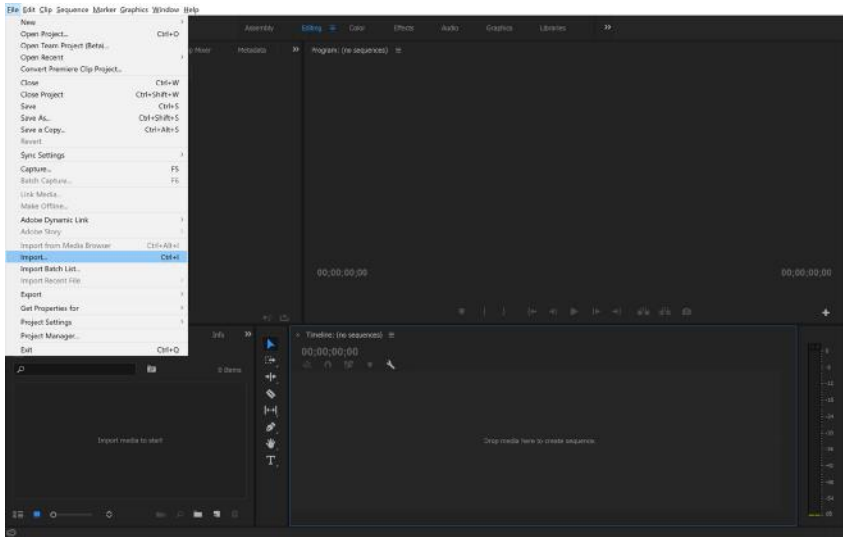 File Edit Clip Sequence Marker Graphics Window Help
New
Open Project... Ctrl+O
Open Team Project (Beta)...
Open Recent
Convert Premiere Clip Project...
Close Ctrl+W
Close Project Ctrl+Shift+W
Save Ctrl+S
Save As... Ctrl+Shift+S
Save a Copy... Ctrl+Alt+S
Revert
Sync Settings
Capture... F5
Batch Capture... F6
Link Media...
Make Offline...
Adobe Dynamic Link
Adobe Story
Import from Media Browser Ctrl+Alt+I
Import... Ctrl+I
Import Batch List...
Import Recent File
Export
Get Properties for
Project Settings
Project Manager...
Exit Ctrl+Q
Assembly Editing Color Effects Audio Graphics Libraries
Mixer Metadata Program: (no sequences)
00;00;00;00 00;00;00;00
Info Timeline: (no sequences)
00;00;00;00
0 Items
Import media to start
Drop media here to create sequence.